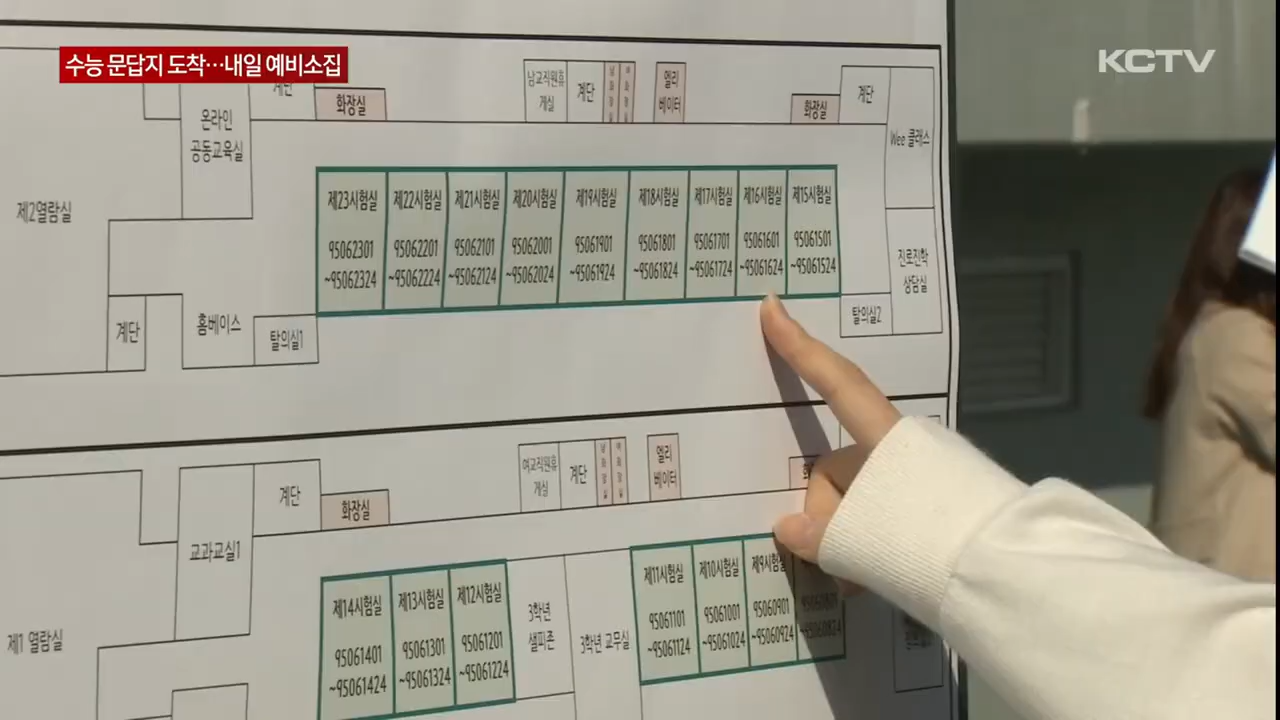 수능 문답지 도착…내일 예비소집
KCTV
계단
온라인
공동교육실
화장실
남교직원휴
게실
계단
엘리
베이터
화장실
계단
Wee 클래스
제2열람실
제23시험실
95062301
~95062324
제22시험실
95062201
~95062224
제21시험실
95062101
~95062124
제20시험실
95062001
~95062024
제19시험실
95061901
~95061924
제18시험실
95061801
~95061824
제17시험실
95061701
~95061724
제16시험실
95061601
~95061624
제15시험실
95061501
~95061524
진로진학
상담실
계단
홈베이스
탈의실1
탈의실2
여교직원휴
게실
계단
엘리
베이터
계단
화장실
교과교실1
제1 열람실
제14시험실
95061401
~95061424
제13시험실
95061301
~95061324
제12시험실
95061201
~95061224
3학년
샐피존
3학년 교무실
제11시험실
95061101
~95061124
제10시험실
95061001
~95061024
제9시험실
95060901
~95060924
95060801
~95060824